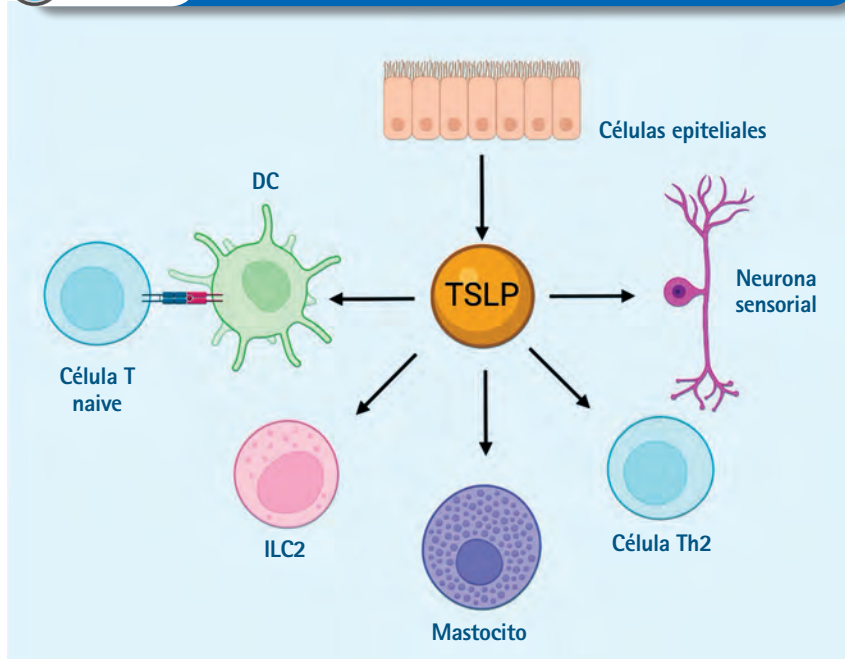 Células epiteliales
DC
TSLP
Neurona
sensorial
Célula T
naive
ILC2
Célula Th2
Mastocito